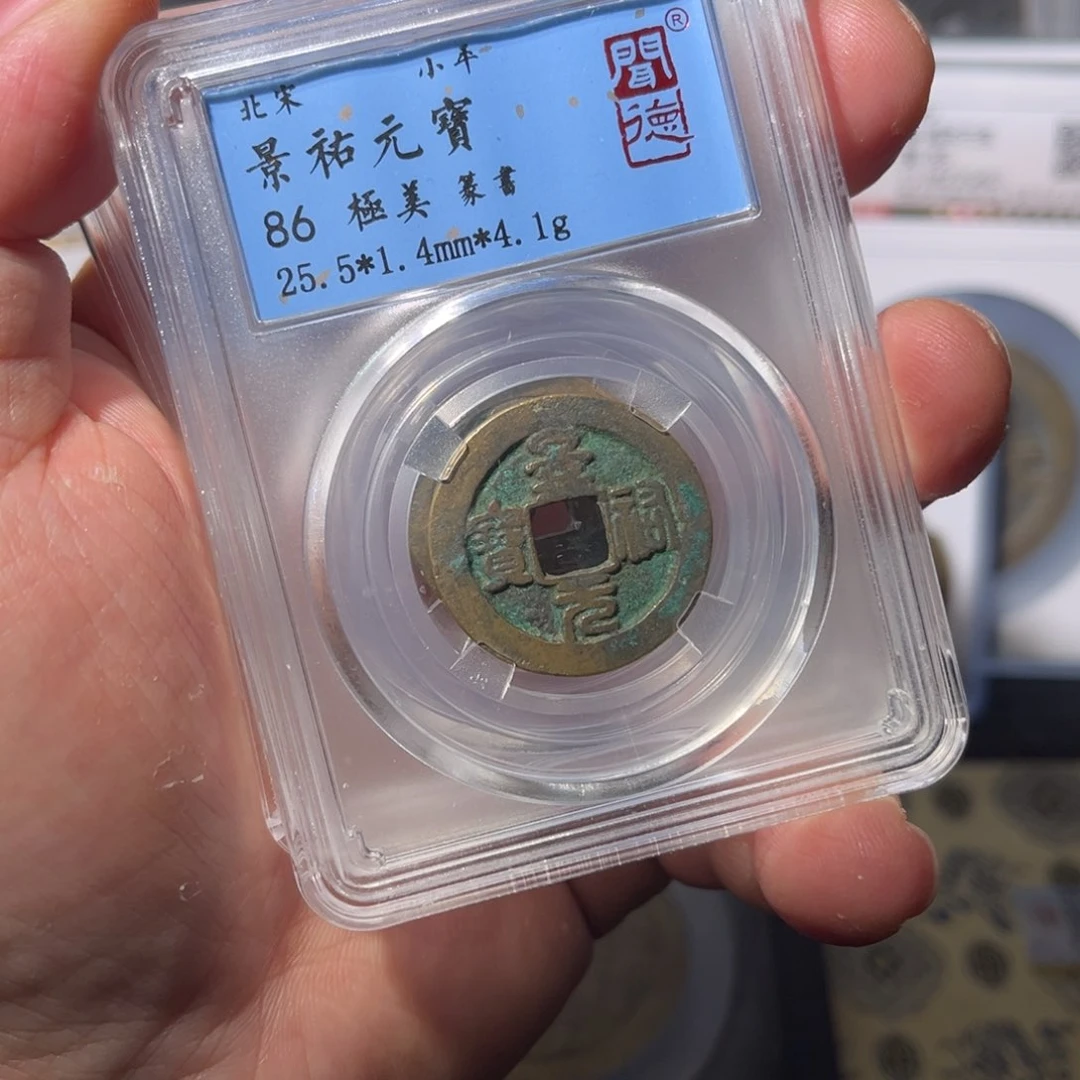 北宋 小平
景祐元寶
86 極美 篆書
25.5*1.4mm*4.1g
聞德
®
景祐元寶